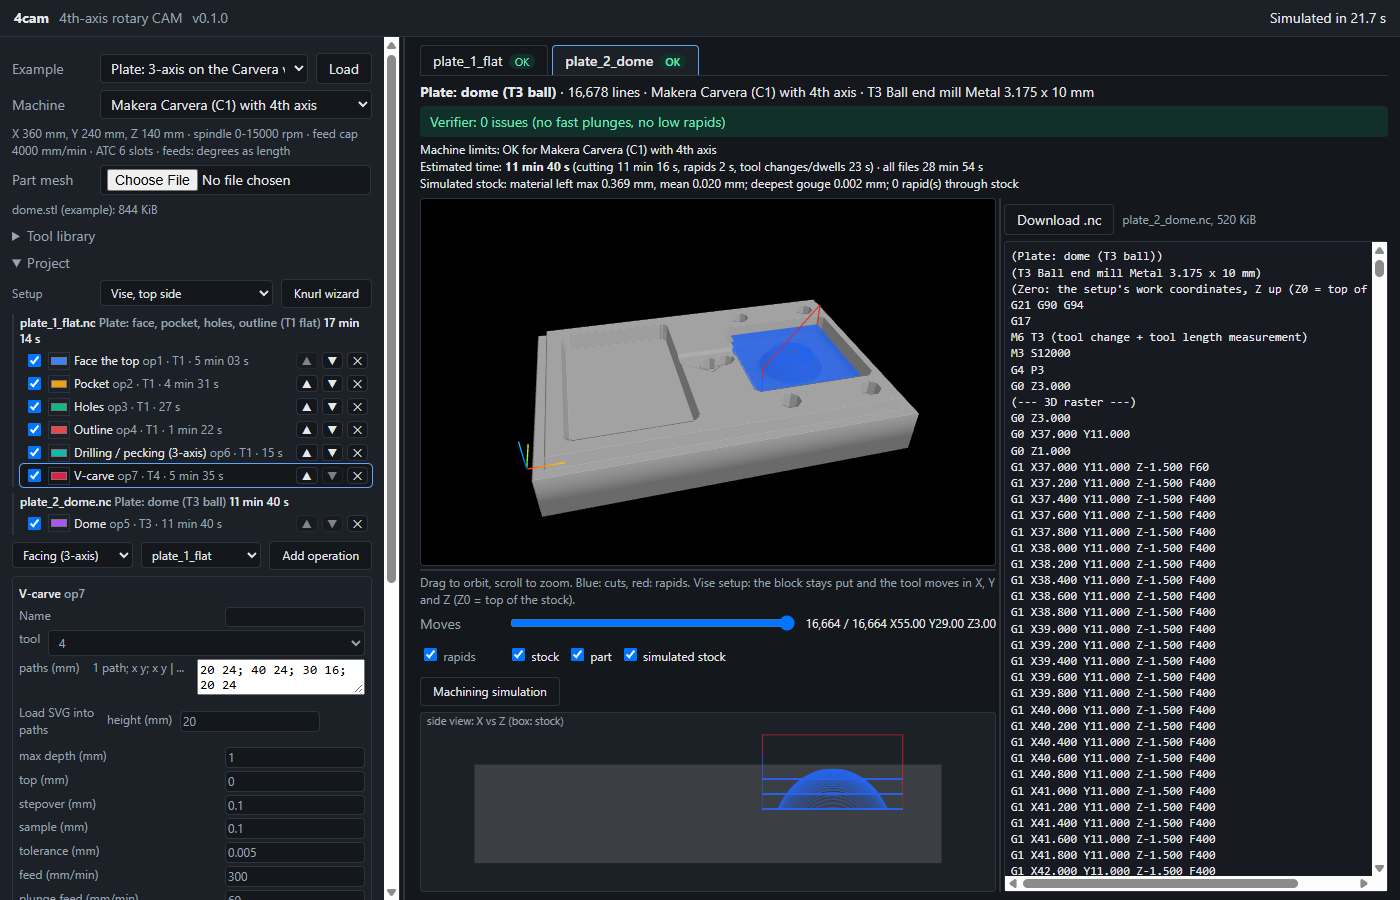 4cam 4th-axis rotary CAM v0.1.0
Simulated in 21.7 s
Example Plate: 3-axis on the Carvera Load
Machine Makera Carvera (C1) with 4th axis
X 360 mm, Y 240 mm, Z 140 mm · spindle 0-15000 rpm · feed cap
4000 mm/min · ATC 6 slots · feeds: degrees as length
Part mesh Choose File No file chosen
dome.stl (example): 844 KiB
Tool library
Project
Setup Vise, top side Knurl wizard
plate_1_flat.nc Plate: face, pocket, holes, outline (T1 flat) 17 min
14 s
Face the top op1 · T1 · 5 min 03 s
Pocket op2 · T1 · 4 min 31 s
Holes op3 · T1 · 27 s
Outline op4 · T1 · 1 min 22 s
Drilling / pecking (3-axis) op6 · T1 · 15 s
V-carve op7 · T4 · 5 min 35 s
plate_2_dome.nc Plate: dome (T3 ball) 11 min 40 s
Dome op5 · T3 · 11 min 40 s
Facing (3-axis) plate_1_flat Add operation
V-carve op7
Name
tool 4
paths (mm) 1 path; x y; x y | ... 20 24; 40 24; 30 16;
20 24
Load SVG into
paths
height (mm) 20
max depth (mm) 1
top (mm) 0
stepover (mm) 0.1
sample (mm) 0.1
tolerance (mm) 0.005
feed (mm/min) 300
plunge feed (mm/min) 60
plate_1_flat OK plate_2_dome OK
Plate: dome (T3 ball) · 16,678 lines · Makera Carvera (C1) with 4th axis · T3 Ball end mill Metal 3.175 x 10 mm
Verifier: 0 issues (no fast plunges, no low rapids)
Machine limits: OK for Makera Carvera (C1) with 4th axis
Estimated time: 11 min 40 s (cutting 11 min 16 s, rapids 2 s, tool changes/dwells 23 s) · all files 28 min 54 s
Simulated stock: material left max 0.369 mm, mean 0.020 mm; deepest gouge 0.002 mm; 0 rapid(s) through stock
Drag to orbit, scroll to zoom. Blue: cuts, red: rapids. Vise setup: the block stays put and the tool moves in X, Y
and Z (Z0 = top of the stock).
Moves 16,664 / 16,664 X55.00 Y29.00 Z3.00
rapids stock part simulated stock
Machining simulation
side view: X vs Z (box: stock)
Download .nc plate_2_dome.nc, 520 KiB
(Plate: dome (T3 ball))
(T3 Ball end mill Metal 3.175 x 10 mm)
(Zero: the setup's work coordinates, Z up (Z0 = top of
G21 G90 G94
G17
M6 T3 (tool change + tool length measurement)
M3 S12000
G4 P3
G0 Z3.000
(--- 3D raster ---)
G0 Z3.000
G0 X37.000 Y11.000
G0 Z1.000
G1 X37.000 Y11.000 Z-1.500 F60
G1 X37.200 Y11.000 Z-1.500 F400
G1 X37.400 Y11.000 Z-1.500 F400
G1 X37.600 Y11.000 Z-1.500 F400
G1 X37.800 Y11.000 Z-1.500 F400
G1 X38.000 Y11.000 Z-1.500 F400
G1 X38.200 Y11.000 Z-1.500 F400
G1 X38.400 Y11.000 Z-1.500 F400
G1 X38.600 Y11.000 Z-1.500 F400
G1 X38.800 Y11.000 Z-1.500 F400
G1 X39.000 Y11.000 Z-1.500 F400
G1 X39.200 Y11.000 Z-1.500 F400
G1 X39.400 Y11.000 Z-1.500 F400
G1 X39.600 Y11.000 Z-1.500 F400
G1 X39.800 Y11.000 Z-1.500 F400
G1 X40.000 Y11.000 Z-1.500 F400
G1 X40.200 Y11.000 Z-1.500 F400
G1 X40.400 Y11.000 Z-1.500 F400
G1 X40.600 Y11.000 Z-1.500 F400
G1 X40.800 Y11.000 Z-1.500 F400
G1 X41.000 Y11.000 Z-1.500 F400
G1 X41.200 Y11.000 Z-1.500 F400
G1 X41.400 Y11.000 Z-1.500 F400
G1 X41.600 Y11.000 Z-1.500 F400
G1 X41.800 Y11.000 Z-1.500 F400
G1 X42.000 Y11.000 Z-1.500 F400